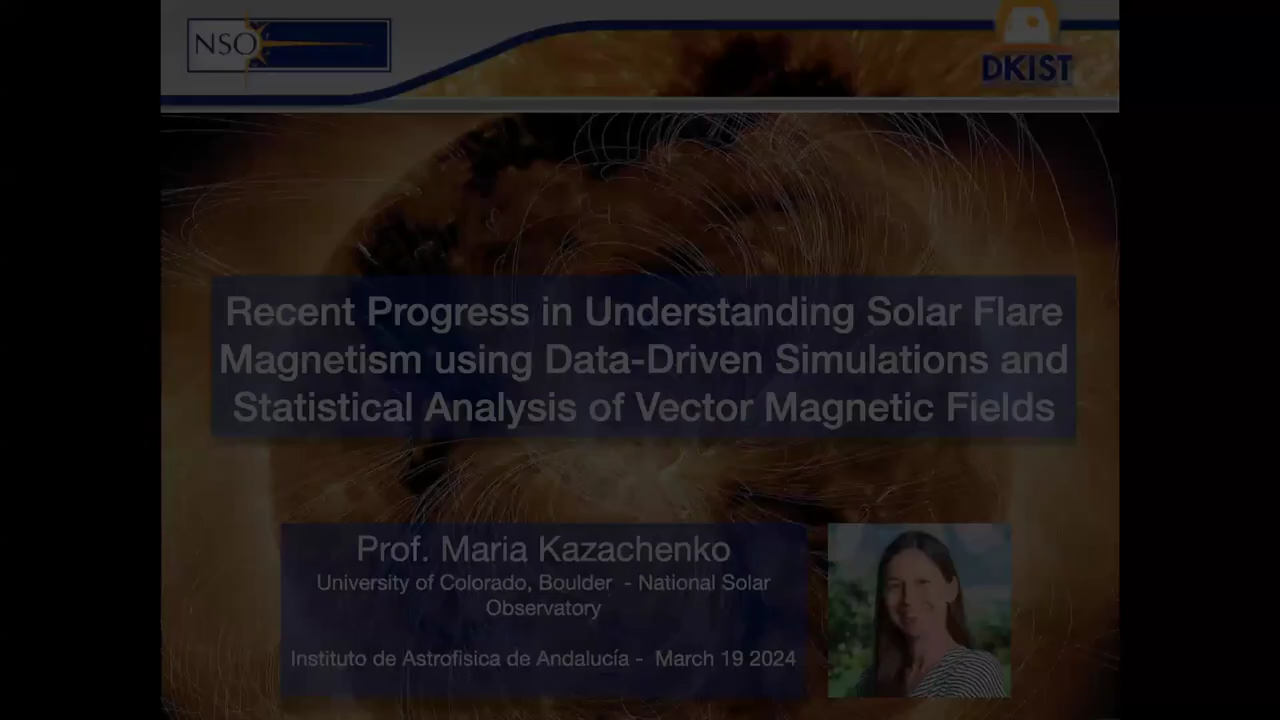 NSO
DKIST
Recent Progress in Understanding Solar Flare
Magnetism using Data-Driven Simulations and
Statistical Analysis of Vector Magnetic Fields
Prof. Maria Kazachenko
University of Colorado, Boulder - National Solar
Observatory
Instituto de Astrofisica de Andalucía - March 19 2024